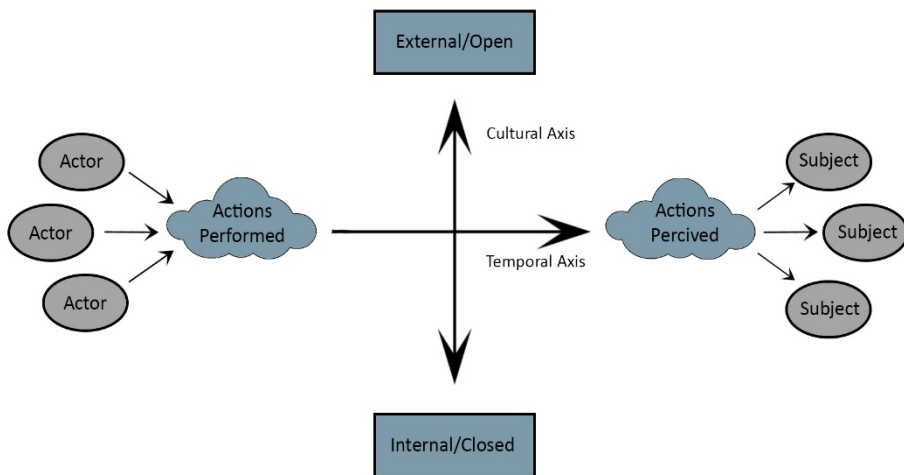 External/Open
Cultural Axis
Actor
Actor
Actor
Actions
Performed
Temporal Axis
Actions
Percived
Subject
Subject
Subject
Internal/Closed